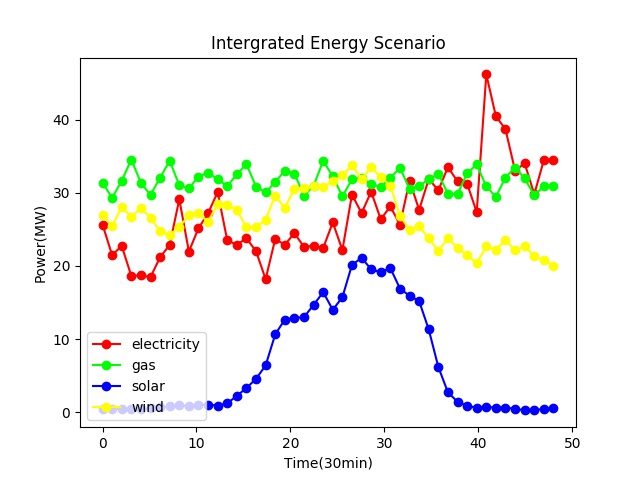 Intergrated Energy Scenario
Power(MW)
40
30
20
10
0
electricity
gas
solar
wind
0 10 20 30 40 50
Time(30min)